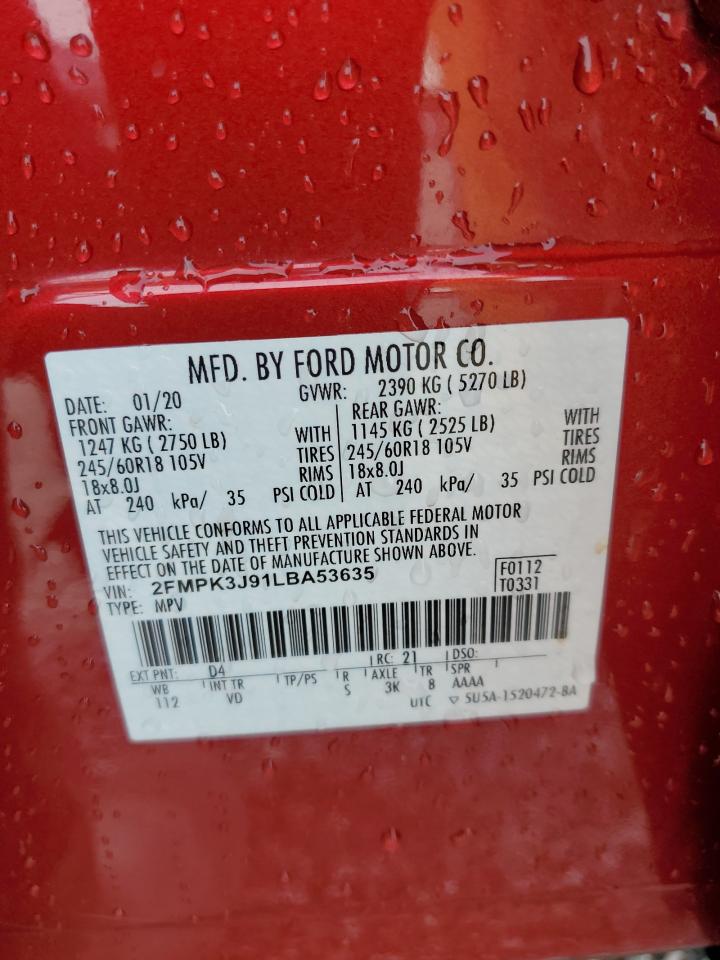 MFD. BY FORD MOTOR CO.
DATE: 01/20 GVWR: 2390 KG ( 5270 LB)
FRONT GAWR: REAR GAWR:
1247 KG ( 2750 LB) WITH 1145 KG ( 2525 LB) WITH
245/60R18 105V TIRES 245/60R18 105V TIRES
18x8.0J RIMS 18x8.0J RIMS
AT 240 kPa/ 35 PSI COLD AT 240 kPa/ 35 PSI COLD
THIS VEHICLE CONFORMS TO ALL APPLICABLE FEDERAL MOTOR
VEHICLE SAFETY AND THEFT PREVENTION STANDARDS IN
EFFECT ON THE DATE OF MANUFACTURE SHOWN ABOVE.
VIN: 2FMPK3J91LBA53635 F0112
TYPE: MPV T0331
EXT PNT: D4 RC: 21 DSO:
WB INT TR TP/PS R AXLE TR SPR
112 VD S 3K 8 AAAA
UTC ▽ 5U5A-1520472-BA